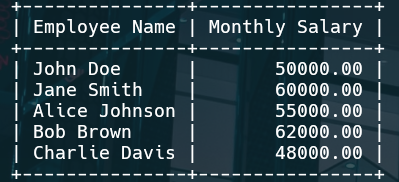 +---------------+----------------+
| Employee Name | Monthly Salary |
+---------------+----------------+
| John Doe      |       50000.00 |
| Jane Smith    |       60000.00 |
| Alice Johnson |       55000.00 |
| Bob Brown     |       62000.00 |
| Charlie Davis |       48000.00 |
+---------------+----------------+